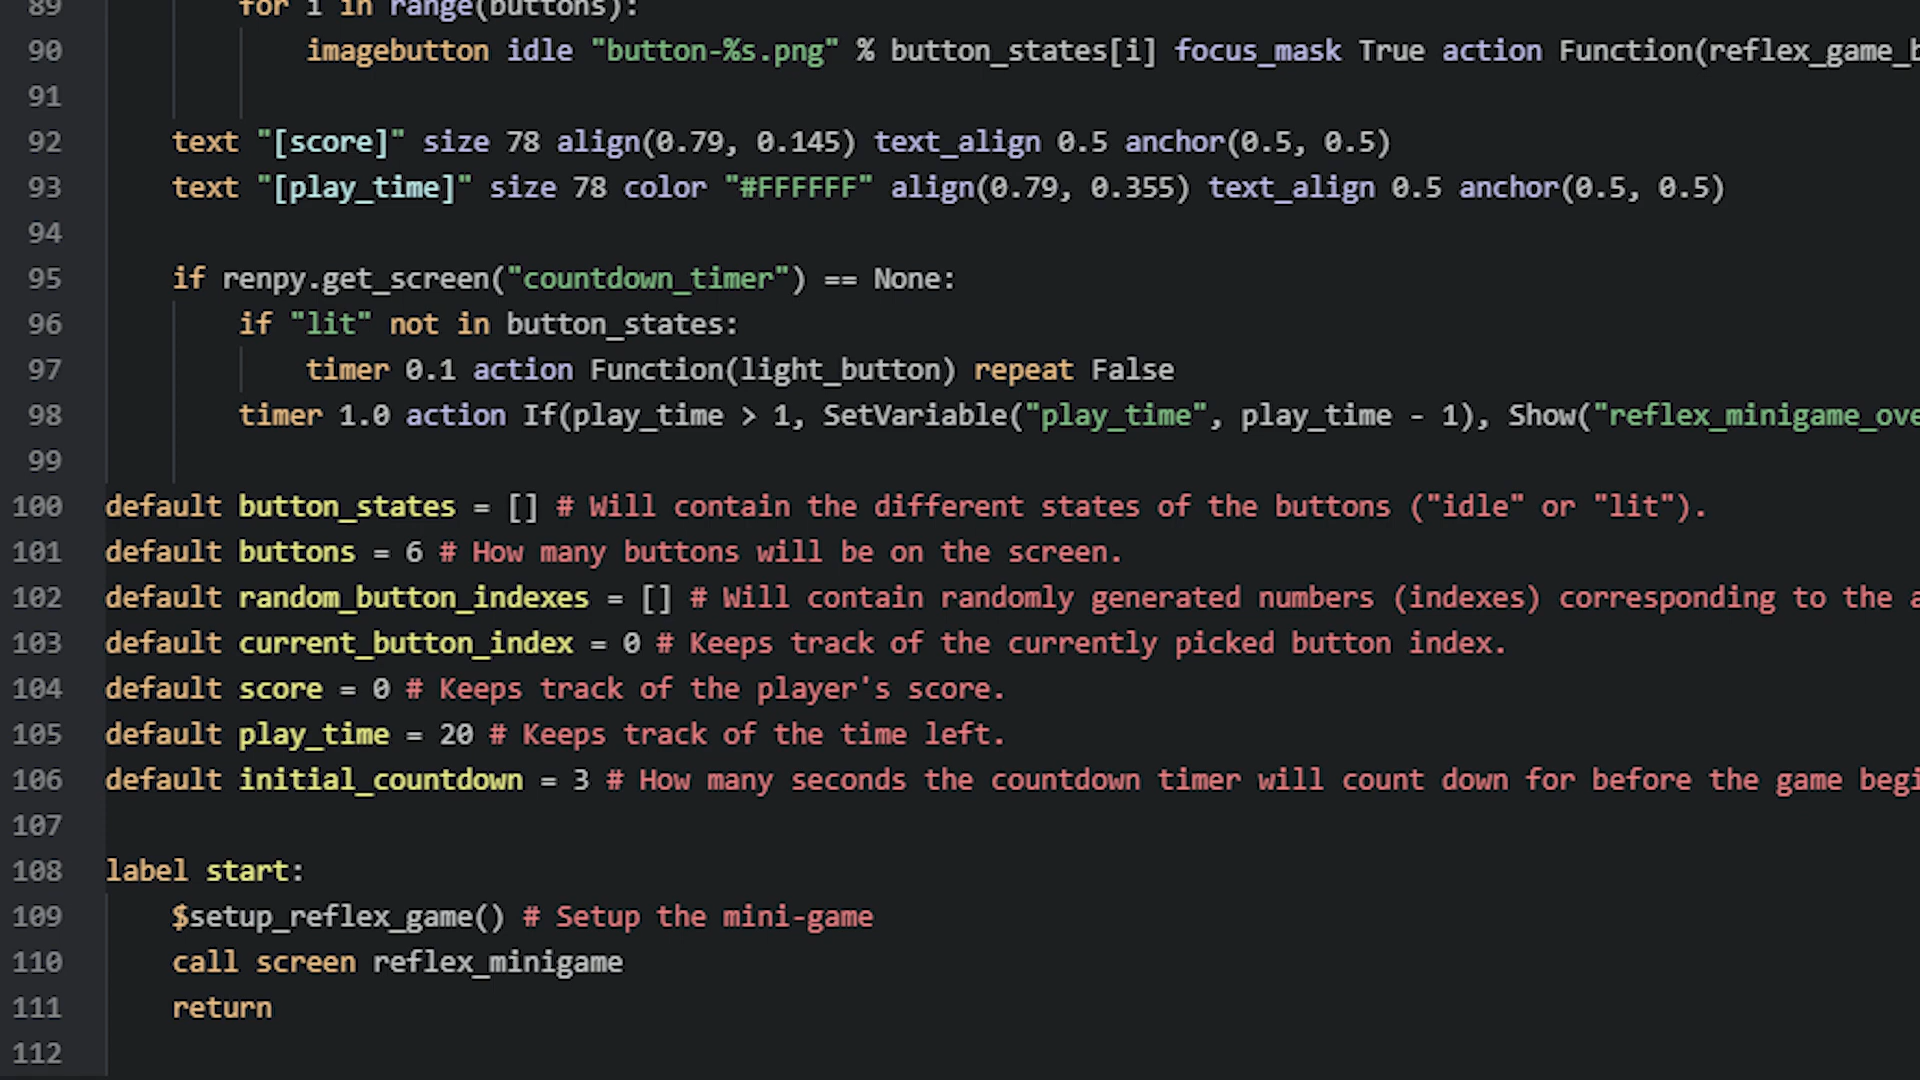 89 for i in range(buttons):
90 imagebutton idle "button-%s.png" % button_states[i] focus_mask True action Function(reflex_game_b
91
92 text "[score]" size 78 align(0.79, 0.145) text_align 0.5 anchor(0.5, 0.5)
93 text "[play_time]" size 78 color "#FFFFFF" align(0.79, 0.355) text_align 0.5 anchor(0.5, 0.5)
94
95 if renpy.get_screen("countdown_timer") == None:
96 if "lit" not in button_states:
97 timer 0.1 action Function(light_button) repeat False
98 timer 1.0 action If(play_time > 1, SetVariable("play_time", play_time - 1), Show("reflex_minigame_ove
99
100 default button_states = [] # Will contain the different states of the buttons ("idle" or "lit").
101 default buttons = 6 # How many buttons will be on the screen.
102 default random_button_indexes = [] # Will contain randomly generated numbers (indexes) corresponding to the a
103 default current_button_index = 0 # Keeps track of the currently picked button index.
104 default score = 0 # Keeps track of the player's score.
105 default play_time = 20 # Keeps track of the time left.
106 default initial_countdown = 3 # How many seconds the countdown timer will count down for before the game begi
107
108 label start:
109 $setup_reflex_game() # Setup the mini-game
110 call screen reflex_minigame
111 return
112